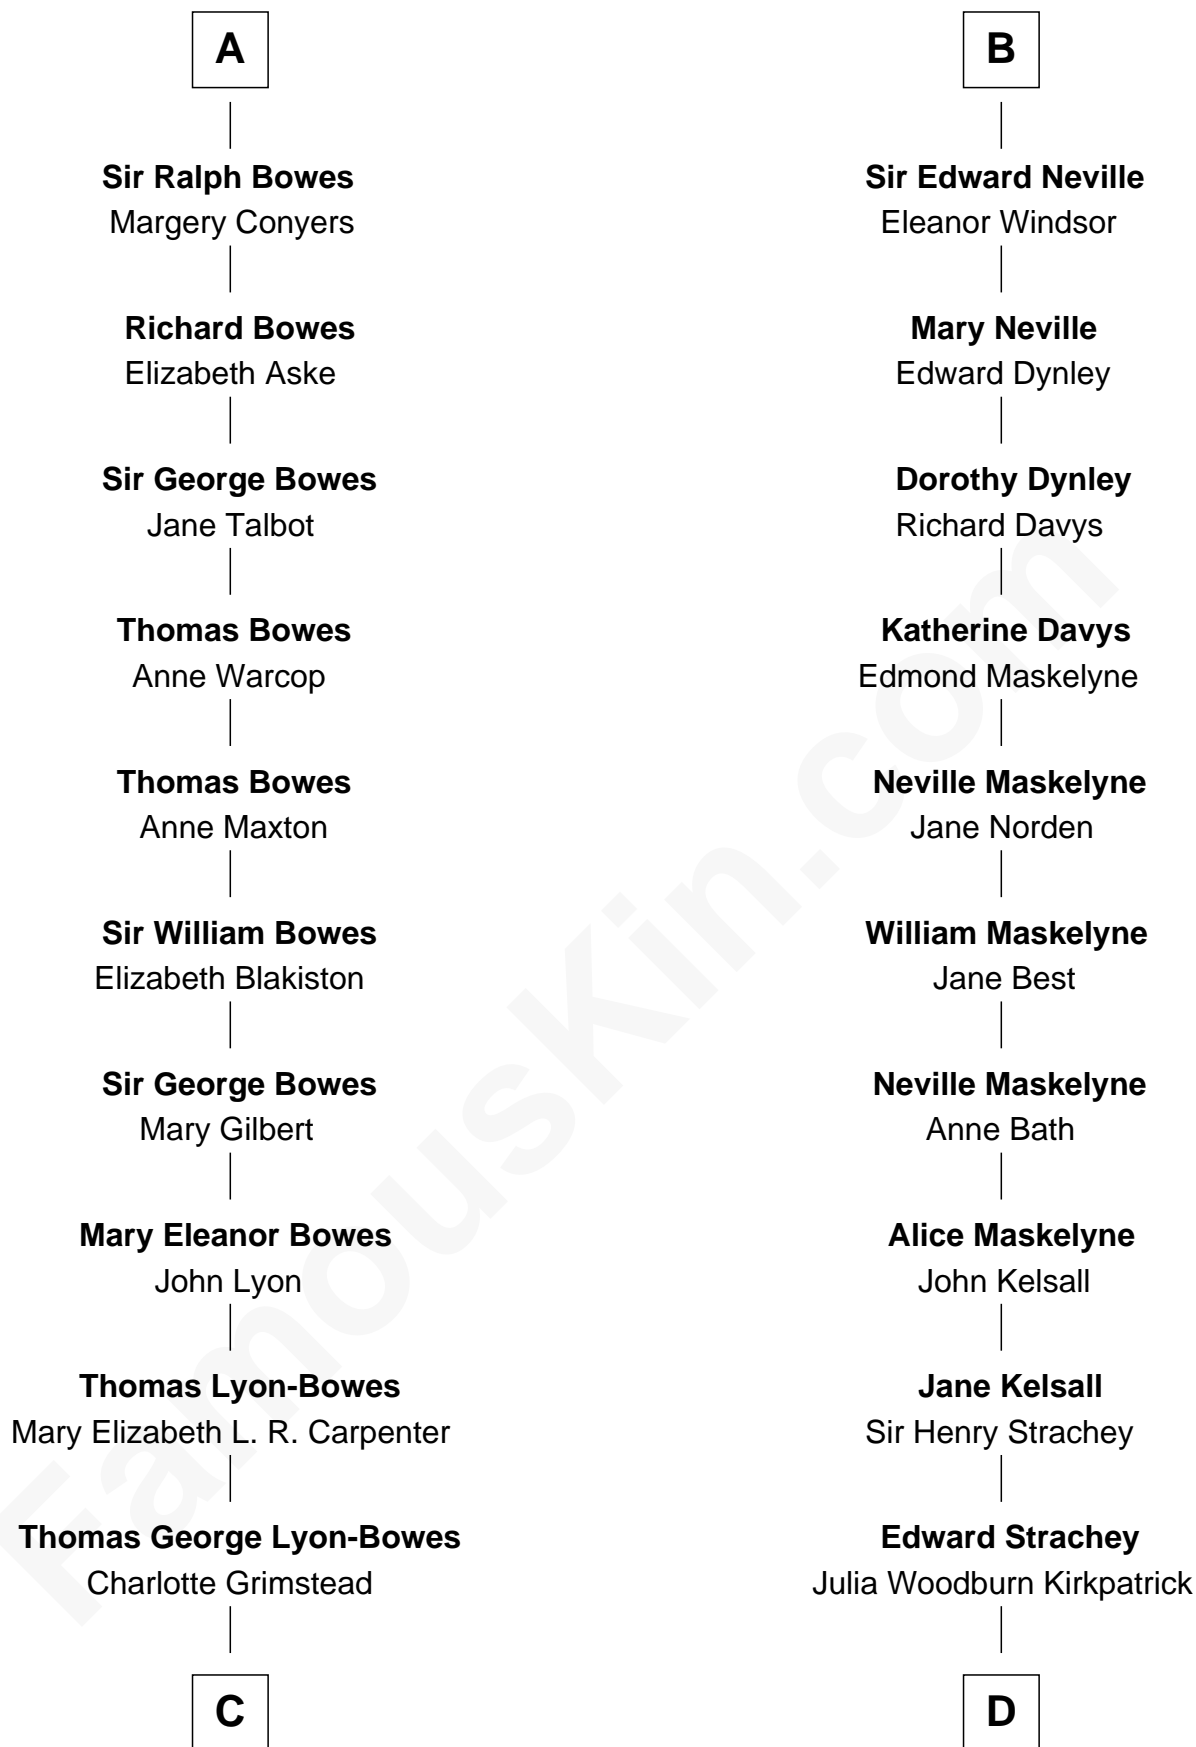 A
Sir Ralph Bowes
Margery Conyers
Richard Bowes
Elizabeth Aske
Sir George Bowes
Jane Talbot
Thomas Bowes
Anne Warcop
Thomas Bowes
Anne Maxton
Sir William Bowes
Elizabeth Blakiston
Sir George Bowes
Mary Gilbert
Mary Eleanor Bowes
John Lyon
Thomas Lyon-Bowes
Mary Elizabeth L. R. Carpenter
Thomas George Lyon-Bowes
Charlotte Grimstead
C
B
Sir Edward Neville
Eleanor Windsor
Mary Neville
Edward Dynley
Dorothy Dynley
Richard Davys
Katherine Davys
Edmond Maskelyne
Neville Maskelyne
Jane Norden
William Maskelyne
Jane Best
Neville Maskelyne
Anne Bath
Alice Maskelyne
John Kelsall
Jane Kelsall
Sir Henry Strachey
Edward Strachey
Julia Woodburn Kirkpatrick
D
FamousKin.com